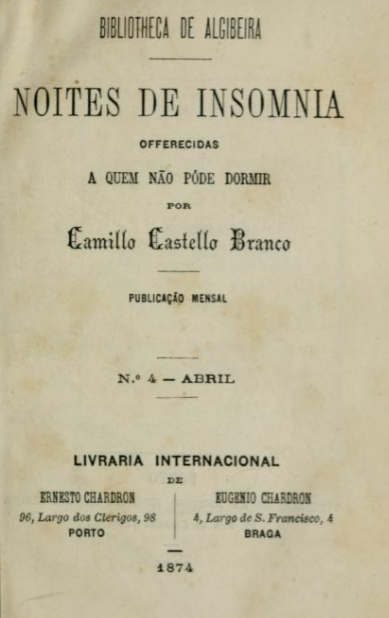 BIBLIOTHECA DE ALGIBEIRA
NOITES DE INSOMNIA
OFFERECIDAS
A QUEM NÃO PÓDE DORMIR
POR
Camillo Castello Branco
PUBLICAÇÃO MENSAL
N.º 4 — ABRIL
LIVRARIA INTERNACIONAL
DE
ERNESTO CHARDRON
96, Largo dos Clerigos, 98
PORTO
EUGENIO CHARDRON
4, Largo de S. Francisco, 4
BRAGA
1874